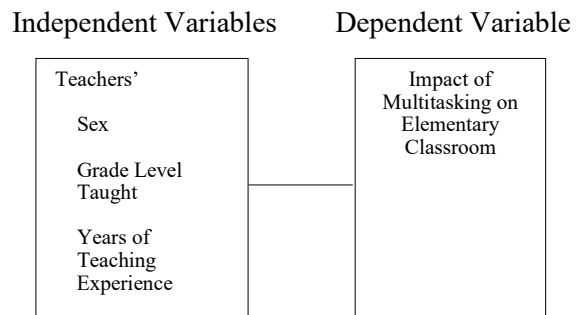 Independent Variables
Dependent Variable
Teachers’
Sex
Grade Level
Taught
Years of
Teaching
Experience
Impact of
Multitasking on
Elementary
Classroom